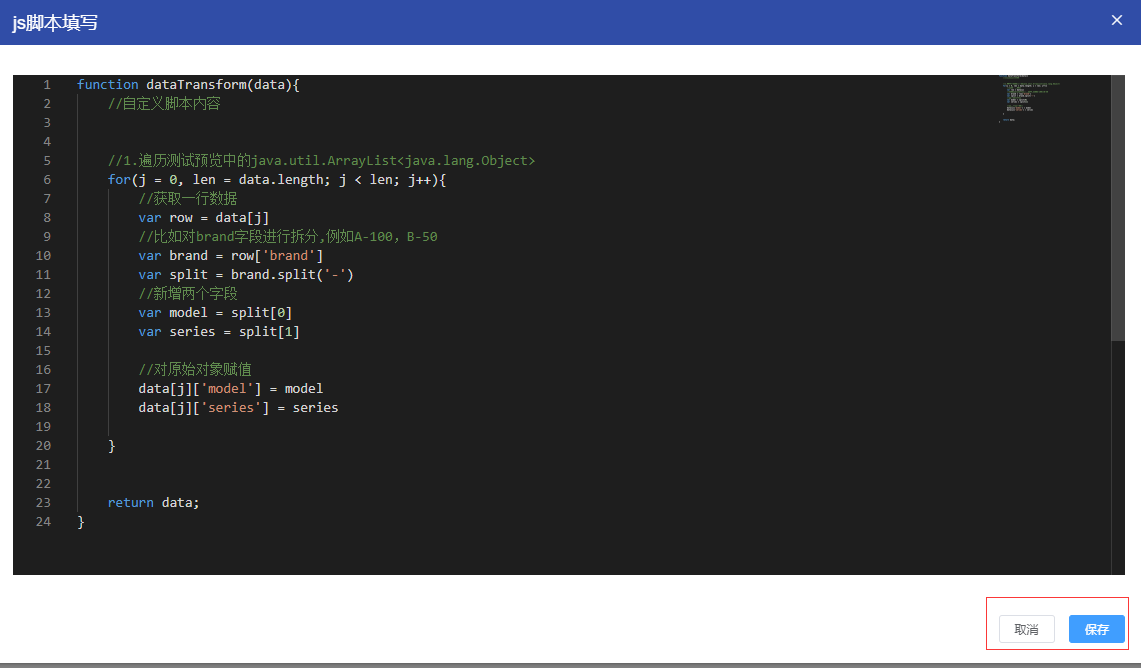 js脚本填写
1 function dataTransform(data){
2     //自定义脚本内容
3
4
5     //1.遍历测试预览中的java.util.ArrayList<java.lang.Object>
6     for(j = 0, len = data.length; j < len; j++){
7         //获取一行数据
8         var row = data[j]
9         //比如对brand字段进行拆分,例如A-100，B-50
10         var brand = row['brand']
11         var split = brand.split('-')
12         //新增两个字段
13         var model = split[0]
14         var series = split[1]
15
16         //对原始对象赋值
17         data[j]['model'] = model
18         data[j]['series'] = series
19
20     }
21
22
23     return data;
24 }
取消 保存